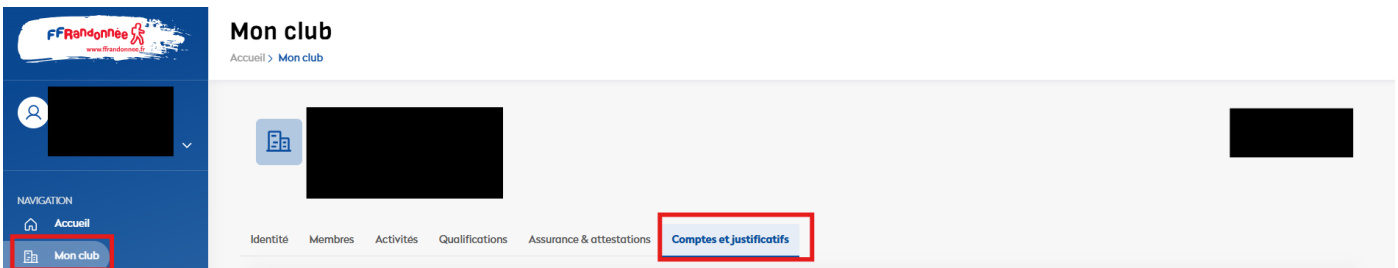 FFRandonnée
www.ffrandonnee.fr
Mon club
Accueil > Mon club
NAVIGATION
Accueil
Mon club
Identité Membres Activités Qualifications Assurance & attestations Comptes et justificatifs